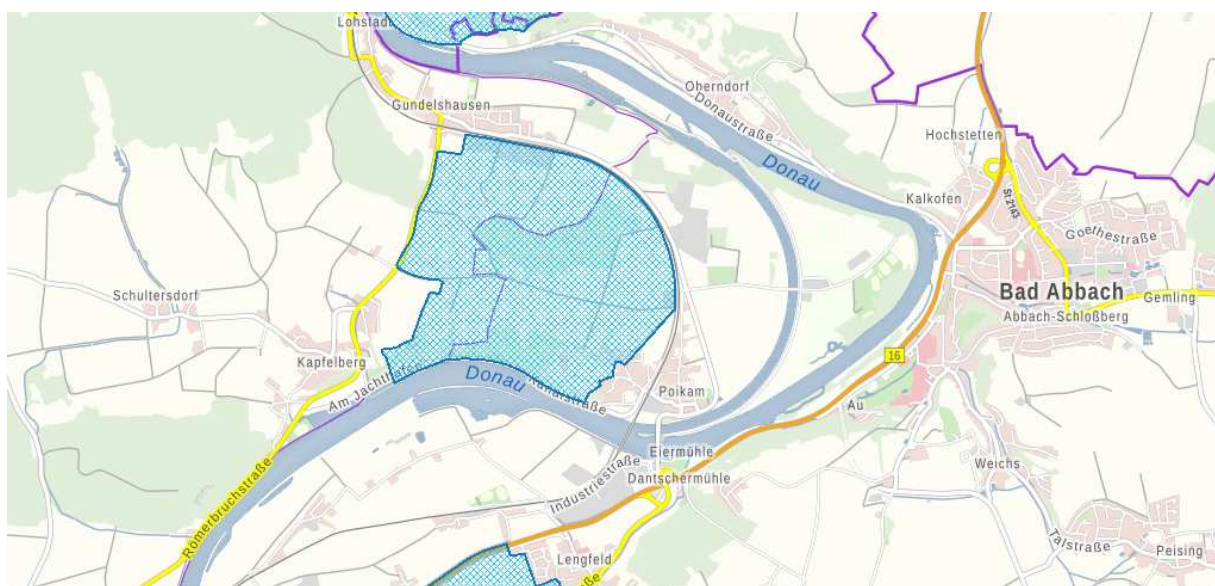 Lohstadt
Gundelshausen
Oberndorf
Donaustraße
Hochstetten
Donau
Kalkofen
St 2143
Goethestraße
Bad Abbach
Gemling
Abbach-Schloßberg
Schultersdorf
Kapfelberg
16
Donau
Am Jachthafen
Kanalstraße
Poikam
Au
Eiermühle
Dantschermühle
Industriestraße
Weichs
Römerbruchstraße
Talstraße
Peising
Lengfeld